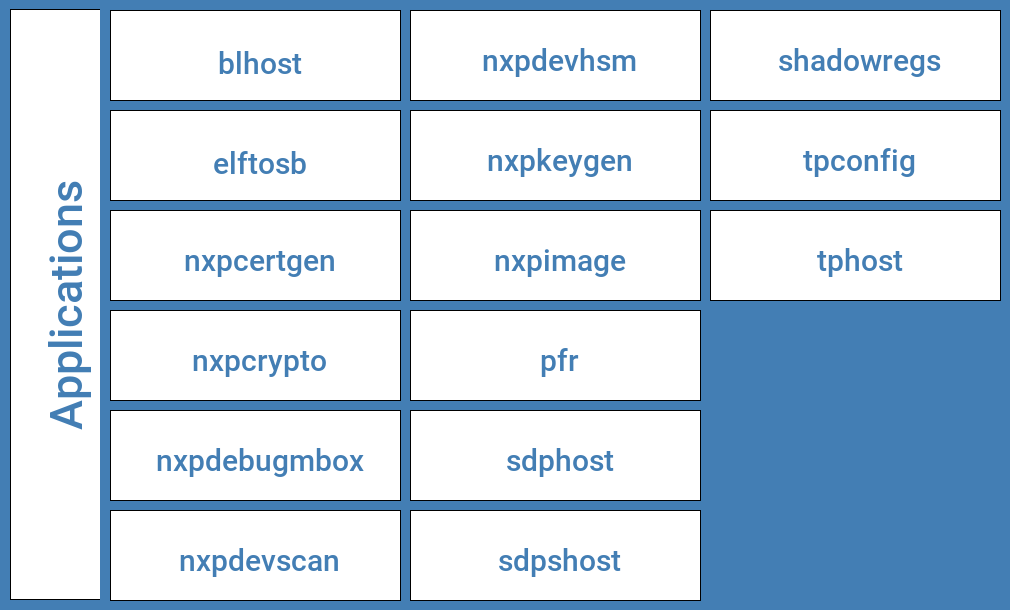 Applications
blhost
elftosb
nxpcertgen
nxpcrypto
nxpdebugmbox
nxpdevscan
nxpdevhsm
nxpkeygen
nxpimage
pfr
sdphost
sdpshost
shadowregs
tpconfig
tphost